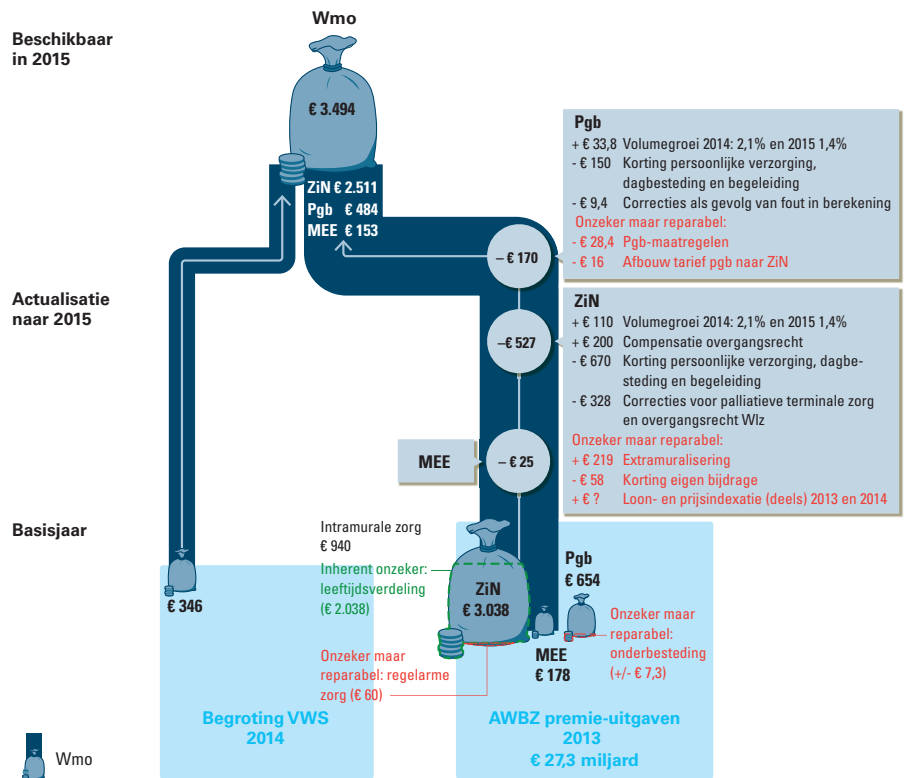 Wmo
Beschikbaar
in 2015
€ 3.494
ZiN € 2.511
Pgb € 484
MEE € 153
Pgb
+ € 33,8 Volumegroei 2014: 2,1% en 2015 1,4%
- € 150 Korting persoonlijke verzorging,
dagbesteding en begeleiding
- € 9,4 Correcties als gevolg van fout in berekening
Onzeker maar reparabel:
- € 28,4 Pgb-maatregelen
- € 16 Afbouw tarief pgb naar ZiN
– € 170
Actualisatie
naar 2015
–€ 527
ZiN
+ € 110 Volumegroei 2014: 2,1% en 2015 1,4%
+ € 200 Compensatie overgangsrecht
- € 670 Korting persoonlijke verzorging, dagbe-
steding en begeleiding
- € 328 Correcties voor palliatieve terminale zorg
en overgangsrecht Wlz
Onzeker maar reparabel:
+ € 219 Extramuralisering
- € 58 Korting eigen bijdrage
+ € ? Loon- en prijsindexatie (deels) 2013 en 2014
MEE
– € 25
Basisjaar
€ 346
Intramurale zorg
€ 940
Inherent onzeker:
leeftijdsverdeling
(€ 2.038)
ZiN
€ 3.038
Onzeker maar
reparabel: regelarme
zorg (€ 60)
MEE
€ 178
Pgb
€ 654
Onzeker maar
reparabel:
onderbesteding
(+/- € 7,3)
Begroting VWS
2014
AWBZ premie-uitgaven
2013
€ 27,3 miljard
Wmo